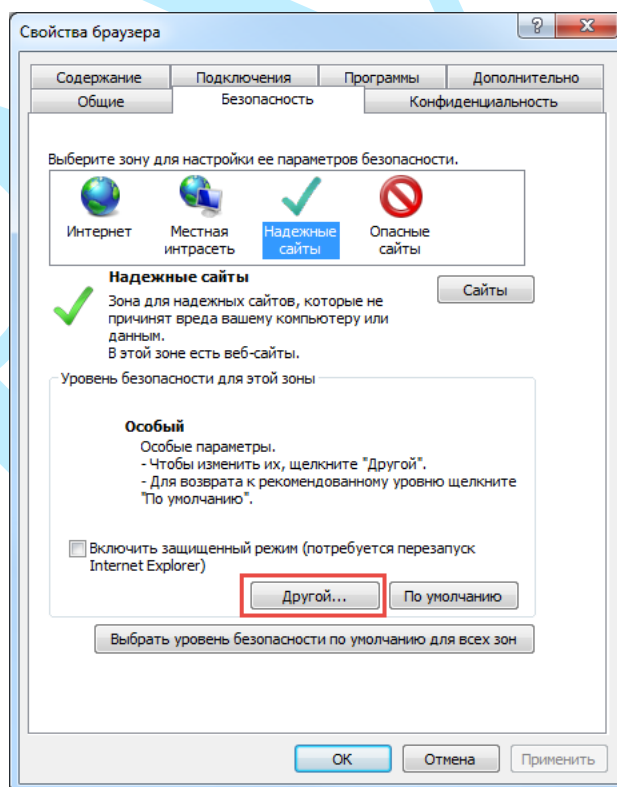 Свойства браузера
Содержание Подключения Программы Дополнительно
Общие Безопасность Конфиденциальность
Выберите зону для настройки ее параметров безопасности.
Интернет Местная интрасеть Надежные сайты Опасные сайты
Надежные сайты
Сайты
Зона для надежных сайтов, которые не
причинят вреда вашему компьютеру или
данным.
В этой зоне есть веб-сайты.
Уровень безопасности для этой зоны
Особый
Особые параметры.
- Чтобы изменить их, щелкните "Другой".
- Для возврата к рекомендованному уровню щелкните
"По умолчанию".
Включить защищенный режим (потребуется перезапуск
Internet Explorer)
Другой... По умолчанию
Выбрать уровень безопасности по умолчанию для всех зон
ОК Отмена Применить